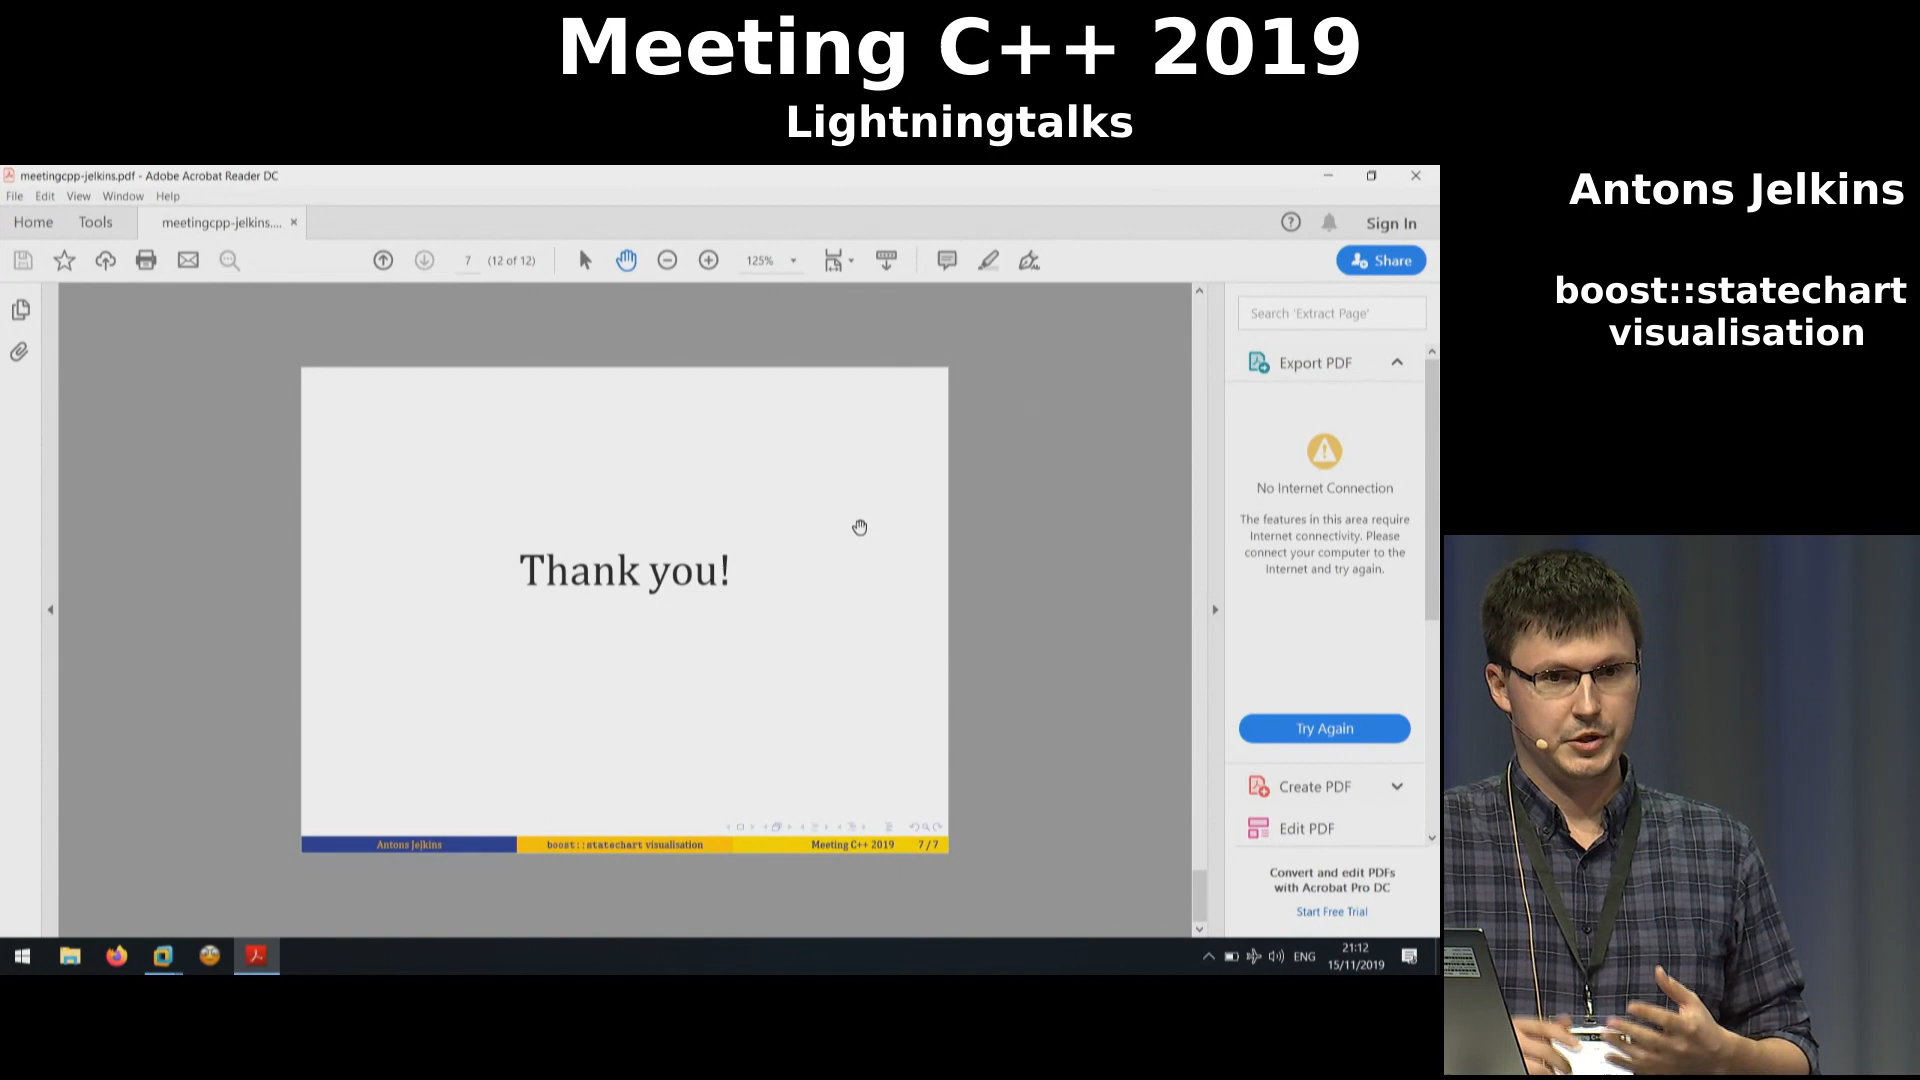 Meeting C++ 2019
Lightningtalks
Antons Jelkins
boost::statechart
visualisation
meetingcpp-jelkins.pdf - Adobe Acrobat Reader DC
File Edit View Window Help
Home Tools meetingcpp-jelkins.... × Sign In
7 (12 of 12) 125% Share
Search 'Extract Page'
Export PDF
No Internet Connection
The features in this area require
Internet connectivity. Please
connect your computer to the
Internet and try again.
Try Again
Create PDF
Edit PDF
Convert and edit PDFs
with Acrobat Pro DC
Start Free Trial
Thank you!
Antons Jeļkins boost::statechart visualisation Meeting C++ 2019 7/7
ENG 21:12
15/11/2019